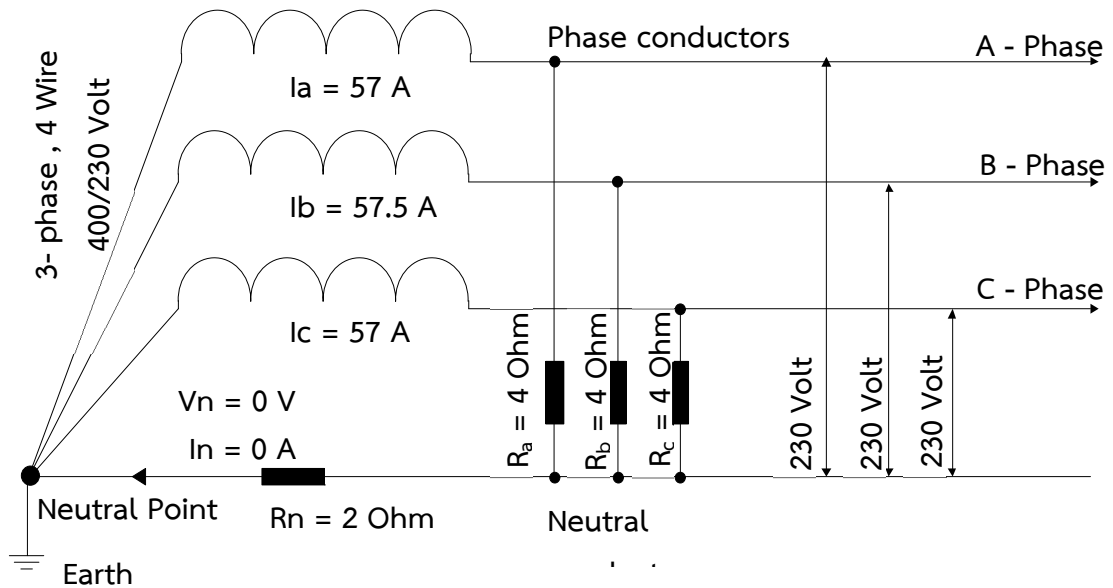 Phase conductors
A - Phase
Ia = 57 A
3- phase , 4 Wire
400/230 Volt
B - Phase
Ib = 57.5 A
C - Phase
Ic = 57 A
Ra = 4 Ohm
Rb = 4 Ohm
Rc = 4 Ohm
230 Volt
230 Volt
230 Volt
Vn = 0 V
In = 0 A
Neutral Point
Rn = 2 Ohm
Neutral
Earth